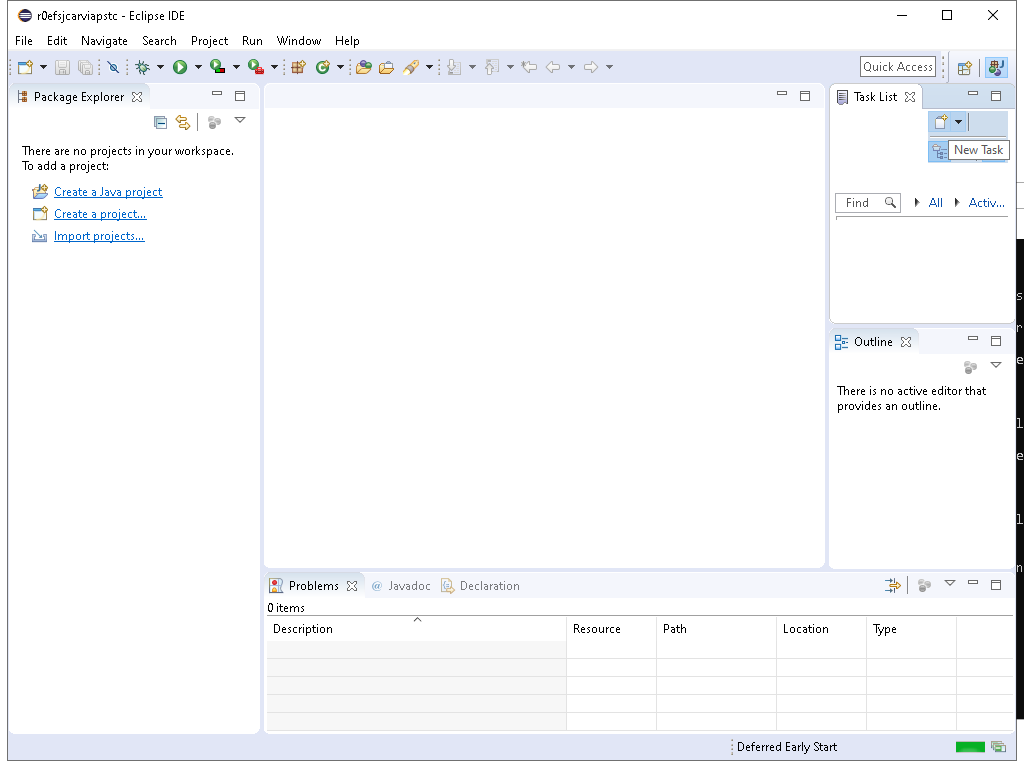 r0efsjcarviapstc - Eclipse IDE
File Edit Navigate Search Project Run Window Help
Quick Access
Package Explorer
There are no projects in your workspace.
To add a project:
Create a Java project
Create a project...
Import projects...
Task List
New Task
Find All Activ...
Outline
There is no active editor that
provides an outline.
Problems @ Javadoc Declaration
0 items
Description Resource Path Location Type
Deferred Early Start
s
r
e
l
e
l
n